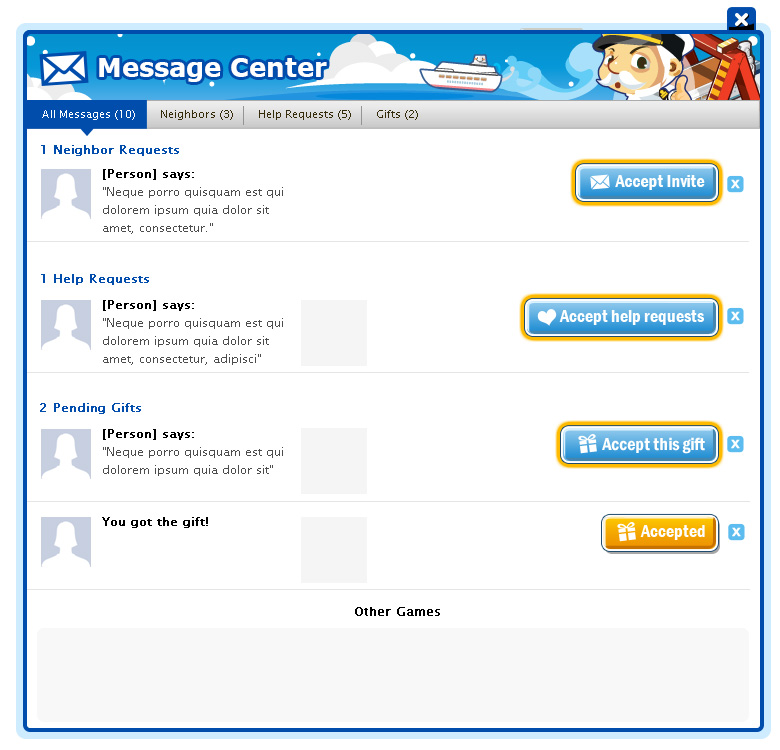 Message Center
All Messages (10)
Neighbors (3)
Help Requests (5)
Gifts (2)
1 Neighbor Requests
[Person] says:
"Neque porro quisquam est qui
dolorem ipsum quia dolor sit
amet, consectetur."
Accept Invite
x
1 Help Requests
[Person] says:
"Neque porro quisquam est qui
dolorem ipsum quia dolor sit
amet, consectetur, adipisci"
Accept help requests
x
2 Pending Gifts
[Person] says:
"Neque porro quisquam est qui
dolorem ipsum quia dolor sit"
Accept this gift
x
You got the gift!
Accepted
x
Other Games